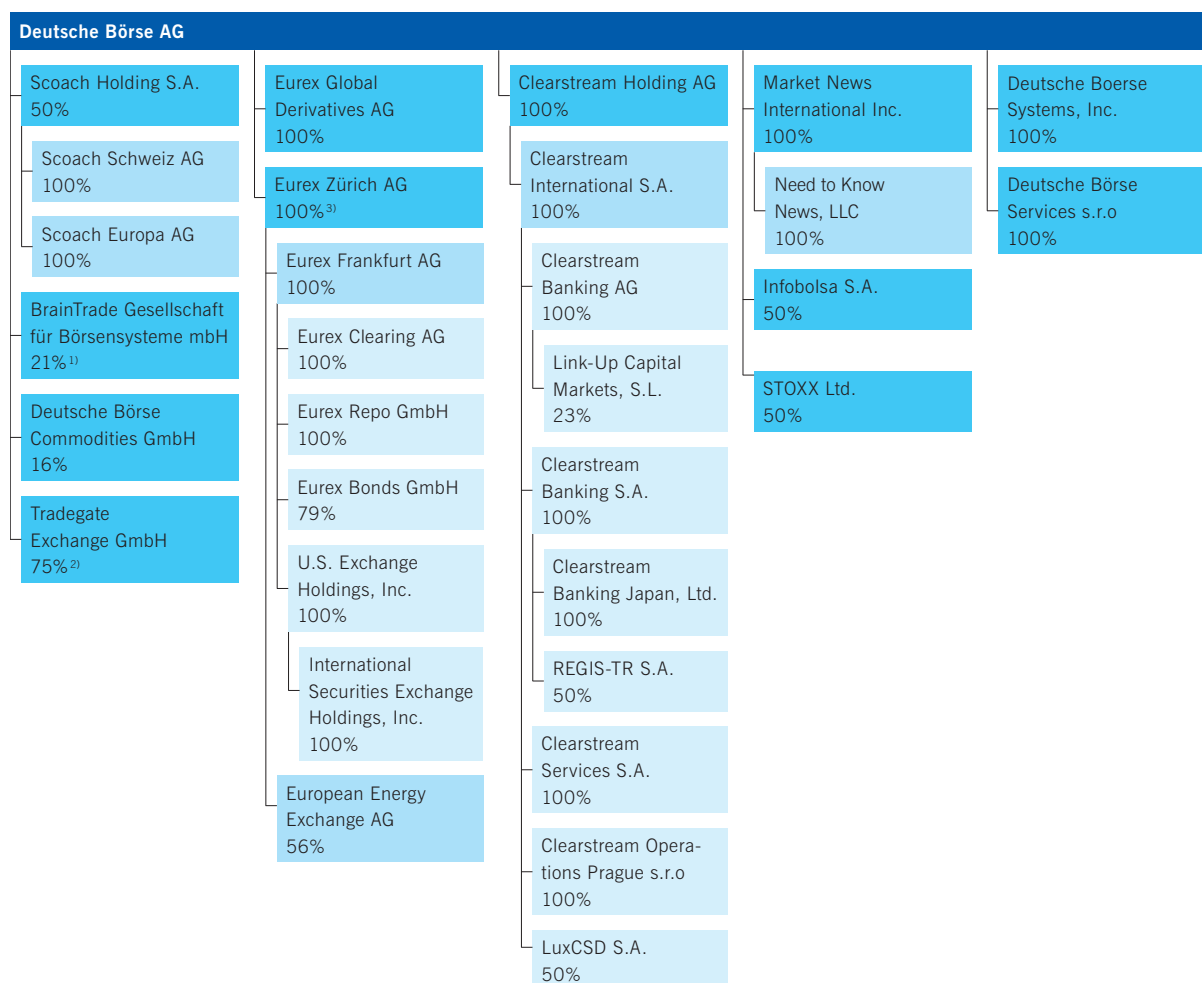 Deutsche Börse AG
Scoach Holding S.A.
50%
Scoach Schweiz AG
100%
Scoach Europa AG
100%
BrainTrade Gesellschaft
für Börsensysteme mbH
21% 1)
Deutsche Börse
Commodities GmbH
16%
Tradegate
Exchange GmbH
75% 2)
Eurex Global
Derivatives AG
100%
Eurex Zürich AG
100% 3)
Eurex Frankfurt AG
100%
Eurex Clearing AG
100%
Eurex Repo GmbH
100%
Eurex Bonds GmbH
79%
U.S. Exchange
Holdings, Inc.
100%
International
Securities Exchange
Holdings, Inc.
100%
European Energy
Exchange AG
56%
Clearstream Holding AG
100%
Clearstream
International S.A.
100%
Clearstream
Banking AG
100%
Link-Up Capital
Markets, S.L.
23%
Clearstream
Banking S.A.
100%
Clearstream
Banking Japan, Ltd.
100%
REGIS-TR S.A.
50%
Clearstream
Services S.A.
100%
Clearstream Opera-
tions Prague s.r.o
100%
LuxCSD S.A.
50%
Market News
International Inc.
100%
Need to Know
News, LLC
100%
Infobolsa S.A.
50%
STOXX Ltd.
50%
Deutsche Boerse
Systems, Inc.
100%
Deutsche Börse
Services s.r.o
100%